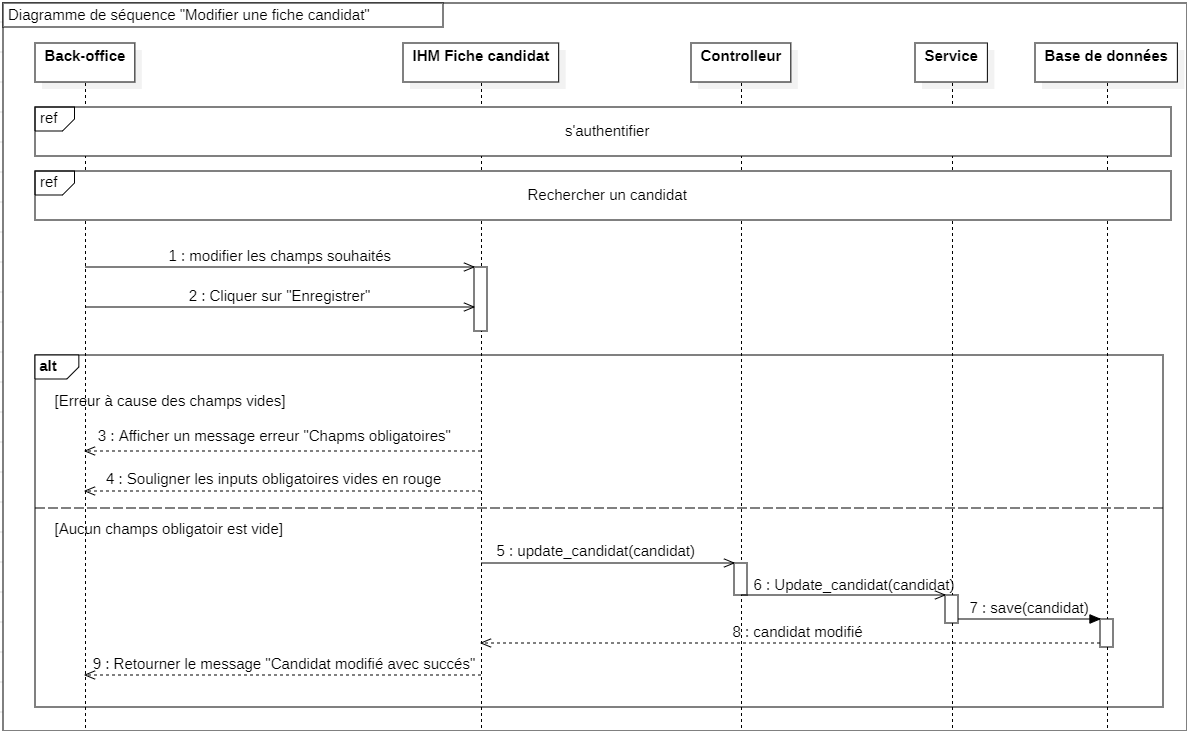 Diagramme de séquence "Modifier une fiche candidat"
Back-office
IHM Fiche candidat
Controlleur
Service
Base de données
ref
s'authentifier
ref
Rechercher un candidat
1 : modifier les champs souhaités
2 : Cliquer sur "Enregistrer"
alt
[Erreur à cause des champs vides]
3 : Afficher un message erreur "Chapms obligatoires"
4 : Souligner les inputs obligatoires vides en rouge
[Aucun champs obligatoir est vide]
5 : update_candidat(candidat)
6 : Update_candidat(candidat)
7 : save(candidat)
8 : candidat modifié
9 : Retourner le message "Candidat modifié avec succés"